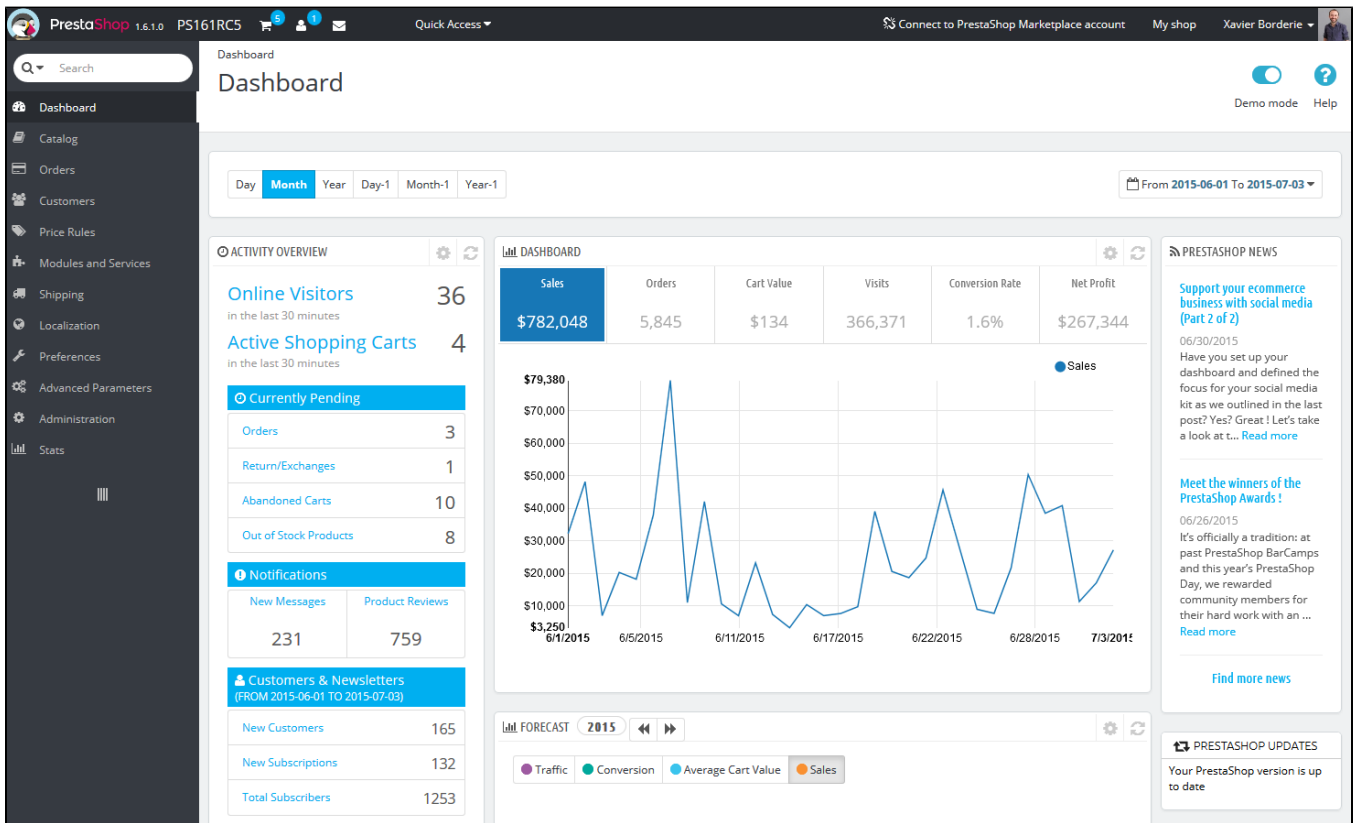 PrestaShop 1.6.1.0 PS161RC5 5 1 Quick Access Connect to PrestaShop Marketplace account My shop Xavier Borderie
Search
Dashboard
Catalog
Orders
Customers
Price Rules
Modules and Services
Shipping
Localization
Preferences
Advanced Parameters
Administration
Stats
Dashboard
Dashboard
Demo mode Help
Day Month Year Day-1 Month-1 Year-1
From 2015-06-01 To 2015-07-03
ACTIVITY OVERVIEW
Online Visitors 36
in the last 30 minutes
Active Shopping Carts 4
in the last 30 minutes
Currently Pending
Orders 3
Return/Exchanges 1
Abandoned Carts 10
Out of Stock Products 8
Notifications
New Messages Product Reviews
231 759
Customers & Newsletters
(FROM 2015-06-01 TO 2015-07-03)
New Customers 165
New Subscriptions 132
Total Subscribers 1253
DASHBOARD
Sales Orders Cart Value Visits Conversion Rate Net Profit
$782,048 5,845 $134 366,371 1.6% $267,344
Sales
$79,380
$70,000
$60,000
$50,000
$40,000
$30,000
$20,000
$10,000
$3,250
6/1/2015 6/5/2015 6/11/2015 6/17/2015 6/22/2015 6/28/2015 7/3/2015
FORECAST 2015
Traffic Conversion Average Cart Value Sales
PRESTASHOP NEWS
Support your ecommerce
business with social media
(Part 2 of 2)
06/30/2015
Have you set up your
dashboard and defined the
focus for your social media
kit as we outlined in the last
post? Yes? Great ! Let's take
a look at t... Read more
Meet the winners of the
PrestaShop Awards !
06/26/2015
It's officially a tradition: at
past PrestaShop BarCamps
and this year's PrestaShop
Day, we rewarded
community members for
their hard work with an ...
Read more
Find more news
PRESTASHOP UPDATES
Your PrestaShop version is up
to date